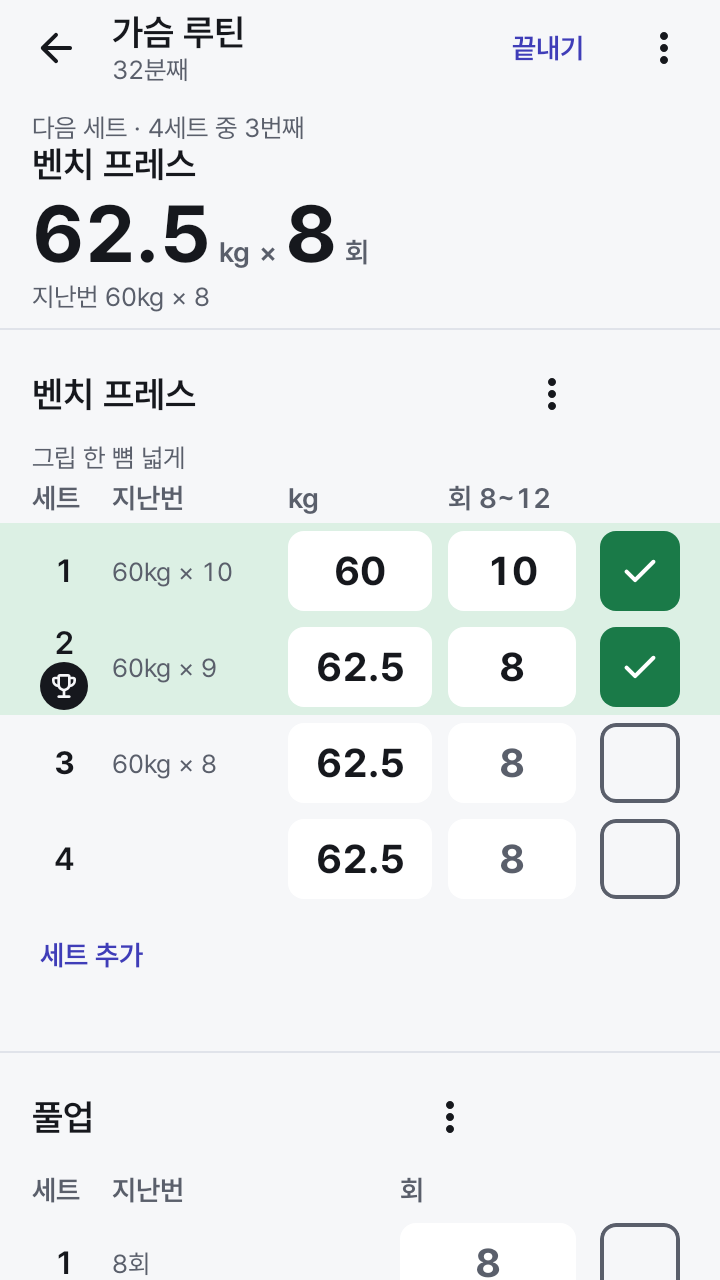 가슴 루틴
32분째
끝내기
다음 세트 · 4세트 중 3번째
벤치 프레스
62.5 kg × 8 회
지난번 60kg × 8
벤치 프레스
그립 한 뼘 넓게
세트 지난번 kg 회 8~12
1 60kg × 10 60 10
2 60kg × 9 62.5 8
3 60kg × 8 62.5 8
4 62.5 8
세트 추가
풀업
세트 지난번 회
1 8회 8